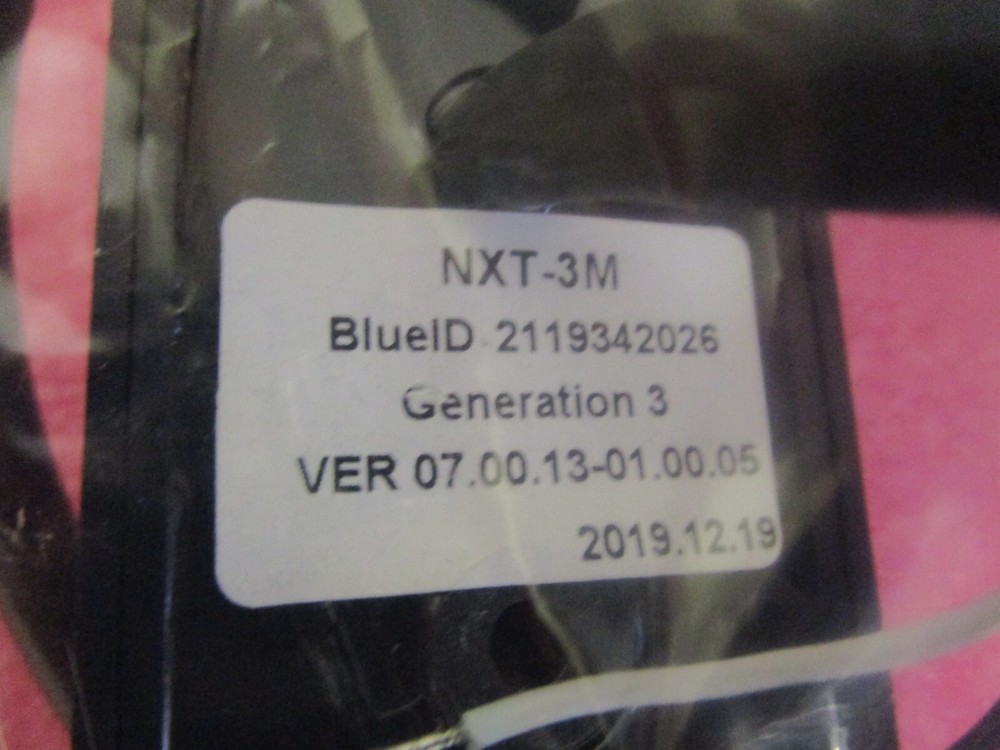 NXT-3M
BlueID 2119342026
Generation 3
VER 07.00.13-01.00.05
2019.12.19